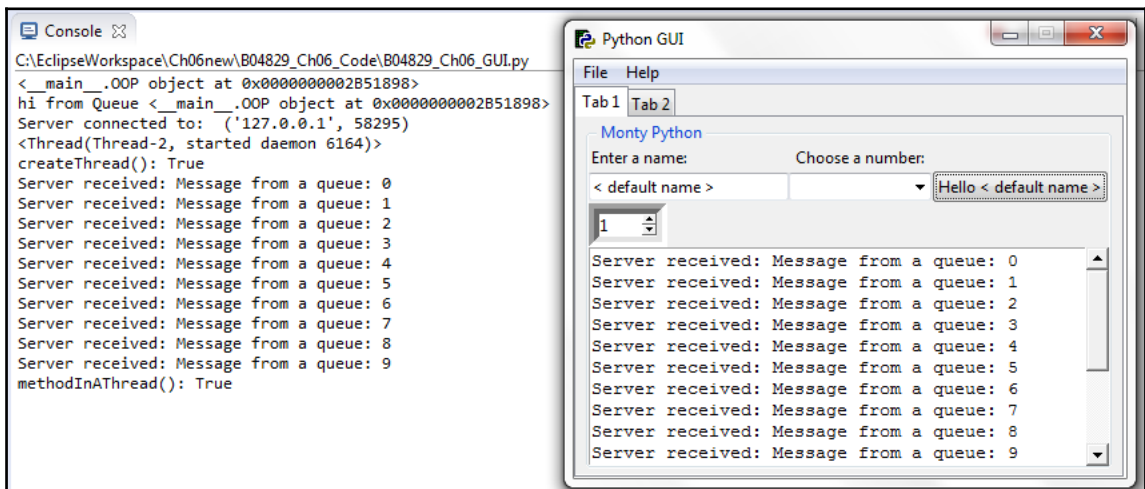 Console
C:\EclipseWorkspace\Ch06new\B04829_Ch06_Code\B04829_Ch06_GUI.py
<__main__.OOP object at 0x0000000002B51898>
hi from Queue <__main__.OOP object at 0x0000000002B51898>
Server connected to:  ('127.0.0.1', 58295)
<Thread(Thread-2, started daemon 6164)>
createThread(): True
Server received: Message from a queue: 0
Server received: Message from a queue: 1
Server received: Message from a queue: 2
Server received: Message from a queue: 3
Server received: Message from a queue: 4
Server received: Message from a queue: 5
Server received: Message from a queue: 6
Server received: Message from a queue: 7
Server received: Message from a queue: 8
Server received: Message from a queue: 9
methodInAThread(): True
Python GUI
File Help
Tab 1 Tab 2
Monty Python
Enter a name: Choose a number:
< default name > Hello < default name >
1
Server received: Message from a queue: 0
Server received: Message from a queue: 1
Server received: Message from a queue: 2
Server received: Message from a queue: 3
Server received: Message from a queue: 4
Server received: Message from a queue: 5
Server received: Message from a queue: 6
Server received: Message from a queue: 7
Server received: Message from a queue: 8
Server received: Message from a queue: 9